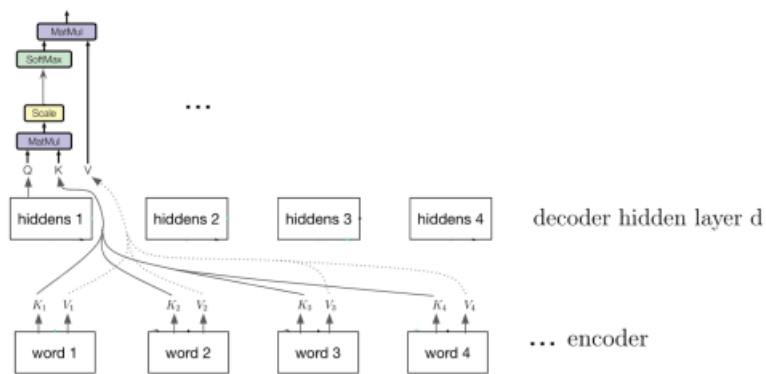 MatMul
SoftMax
...
Scale
MatMul
Q K V
hiddens 1 hiddens 2 hiddens 3 hiddens 4 decoder hidden layer d
K₁ V₁ K₂ V₂ K₃ V₃ K₄ V₄
word 1 word 2 word 3 word 4 ... encoder